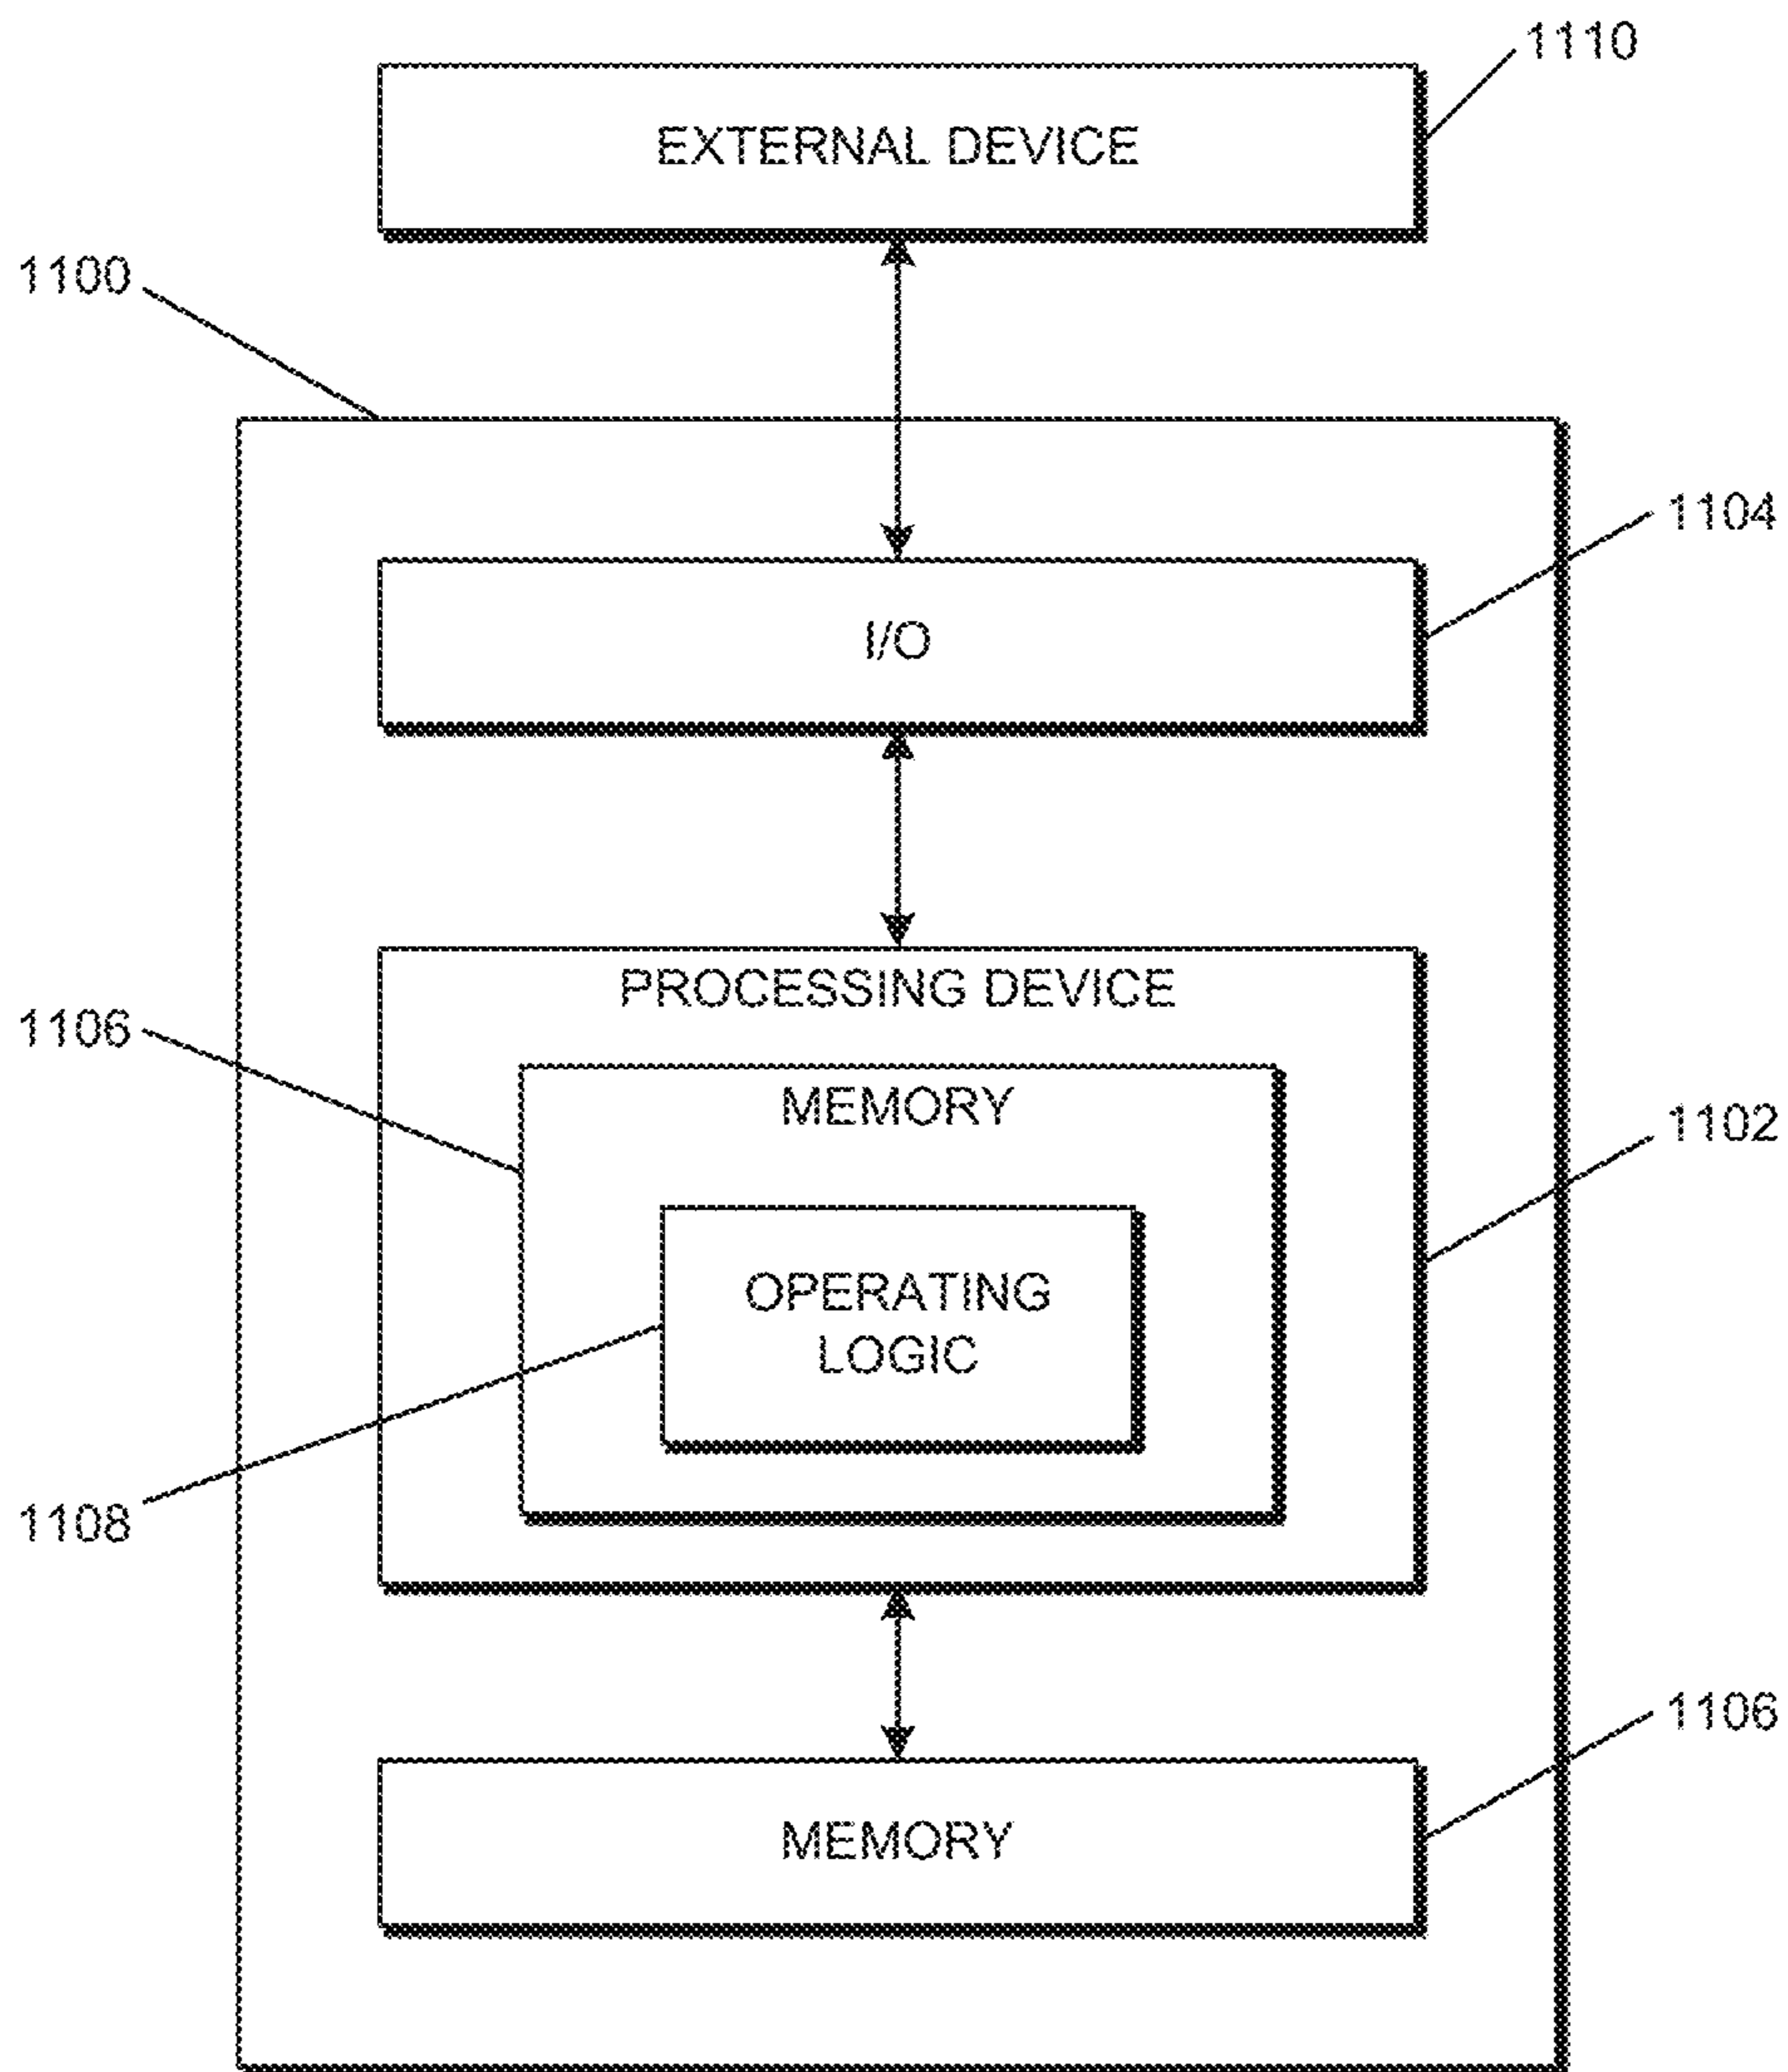 1110
EXTERNAL DEVICE
1100
1104
I/O
PROCESSING DEVICE
1106
MEMORY
1102
OPERATING
LOGIC
1108
1106
MEMORY